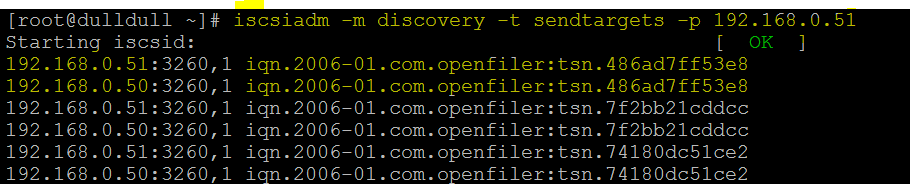 [root@dulldull ~]# iscsiadm -m discovery -t sendtargets -p 192.168.0.51
Starting iscsid:                                           [  OK  ]
192.168.0.51:3260,1 iqn.2006-01.com.openfiler:tsn.486ad7ff53e8
192.168.0.50:3260,1 iqn.2006-01.com.openfiler:tsn.486ad7ff53e8
192.168.0.51:3260,1 iqn.2006-01.com.openfiler:tsn.7f2bb21cddcc
192.168.0.50:3260,1 iqn.2006-01.com.openfiler:tsn.7f2bb21cddcc
192.168.0.51:3260,1 iqn.2006-01.com.openfiler:tsn.74180dc51ce2
192.168.0.50:3260,1 iqn.2006-01.com.openfiler:tsn.74180dc51ce2